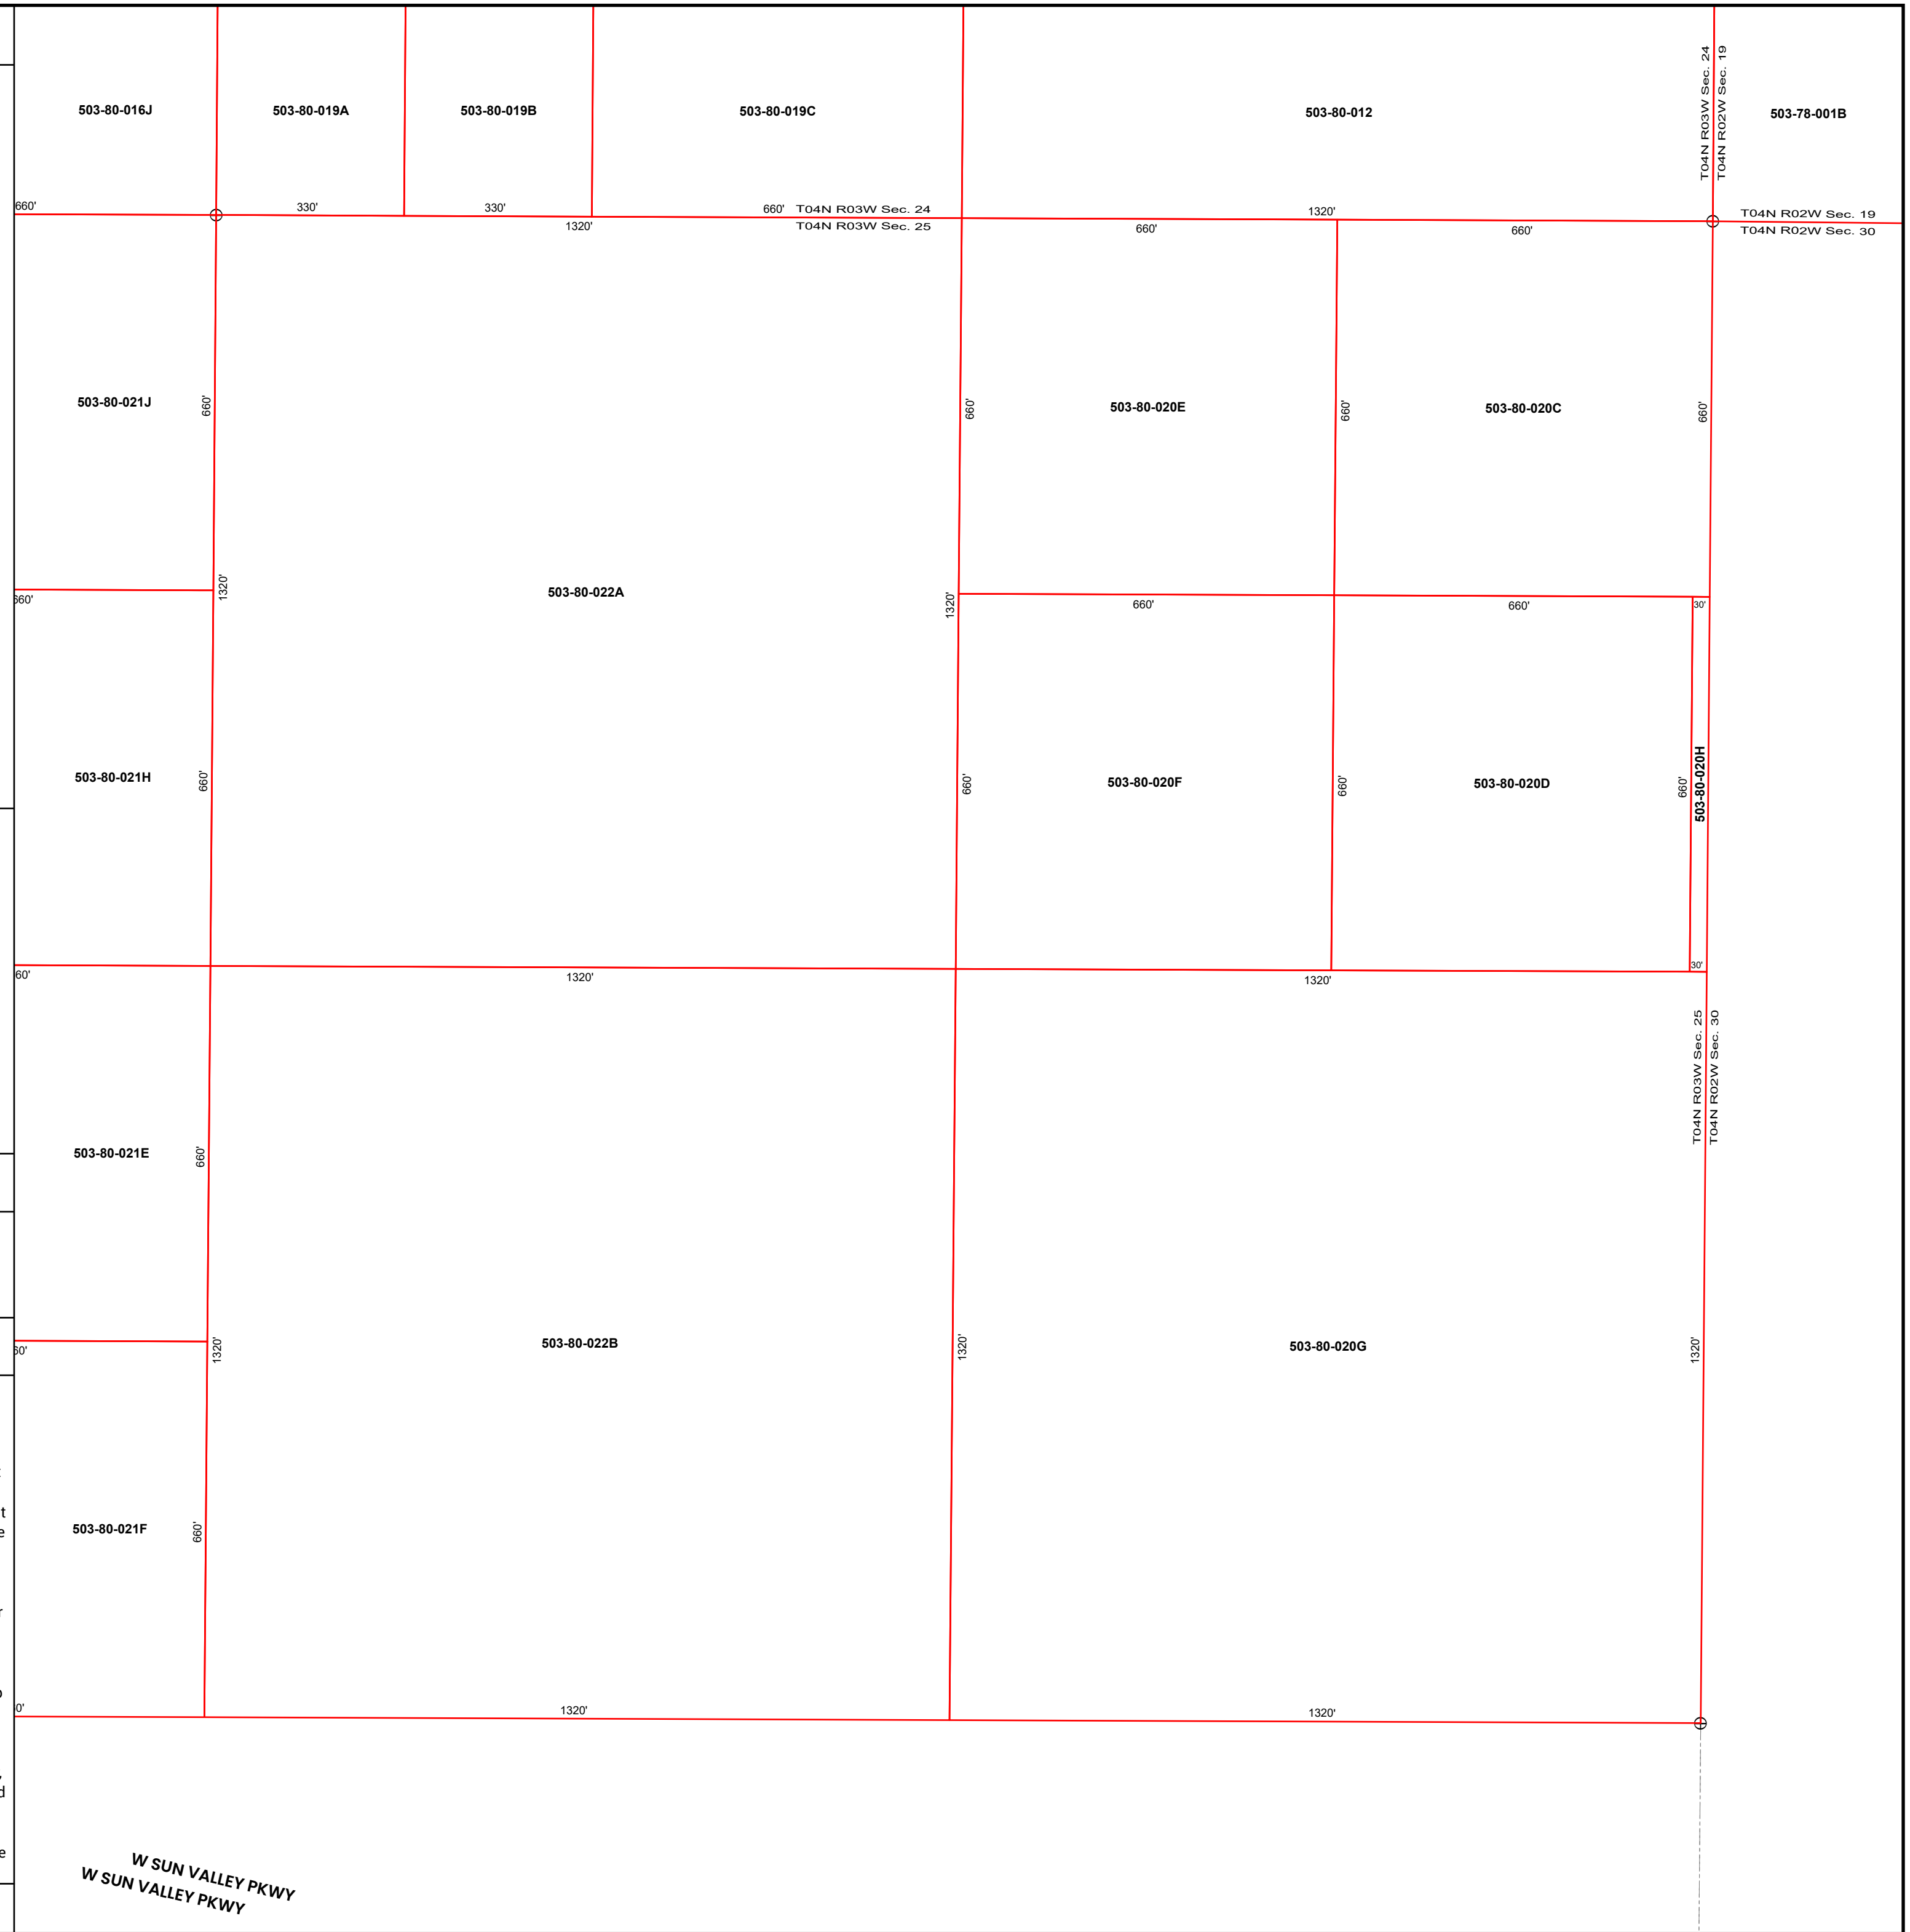 T04N R03W Sec. 24
T04N R02W Sec. 19
503-80-016J
503-80-019A
503-80-019B
503-80-019C
503-80-012
503-78-001B
660'
330'
330'
660'
T04N R03W Sec. 24
1320'
T04N R02W Sec. 19
1320'
T04N R03W Sec. 25
660'
660'
T04N R02W Sec. 30
503-80-021J
660'
660'
503-80-020E
660'
503-80-020C
660'
660'
1320'
503-80-022A
1320'
660'
660'
30'
503-80-021H
660'
660'
503-80-020F
660'
503-80-020D
660'
503-80-020H
60'
1320'
1320'
30'
T04N R03W Sec. 25
T04N R02W Sec. 30
503-80-021E
660'
60'
1320'
503-80-022B
1320'
503-80-020G
1320'
t
e
503-80-021F
660'
r
0'
1320'
1320'
d
e
W SUN VALLEY PKWY
W SUN VALLEY PKWY